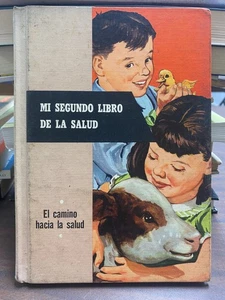 MI SEGUNDO LIBRO
DE LA SALUD
El camino
hacia la salud